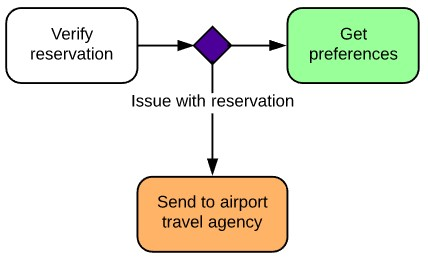 Verify
reservation
Get
preferences
Issue with reservation
Send to airport
travel agency